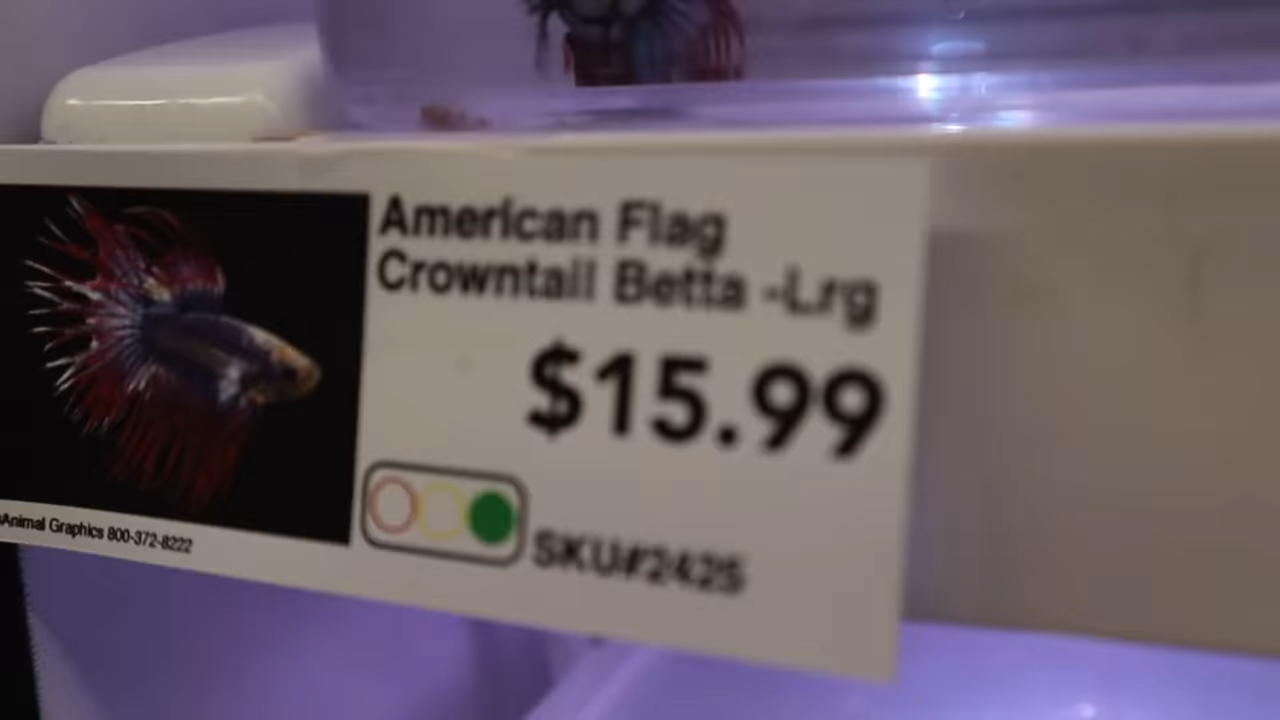 American Flag
Crowntail Betta -Lrg
$15.99
SKU#2425
Animal Graphics 800-372-8222